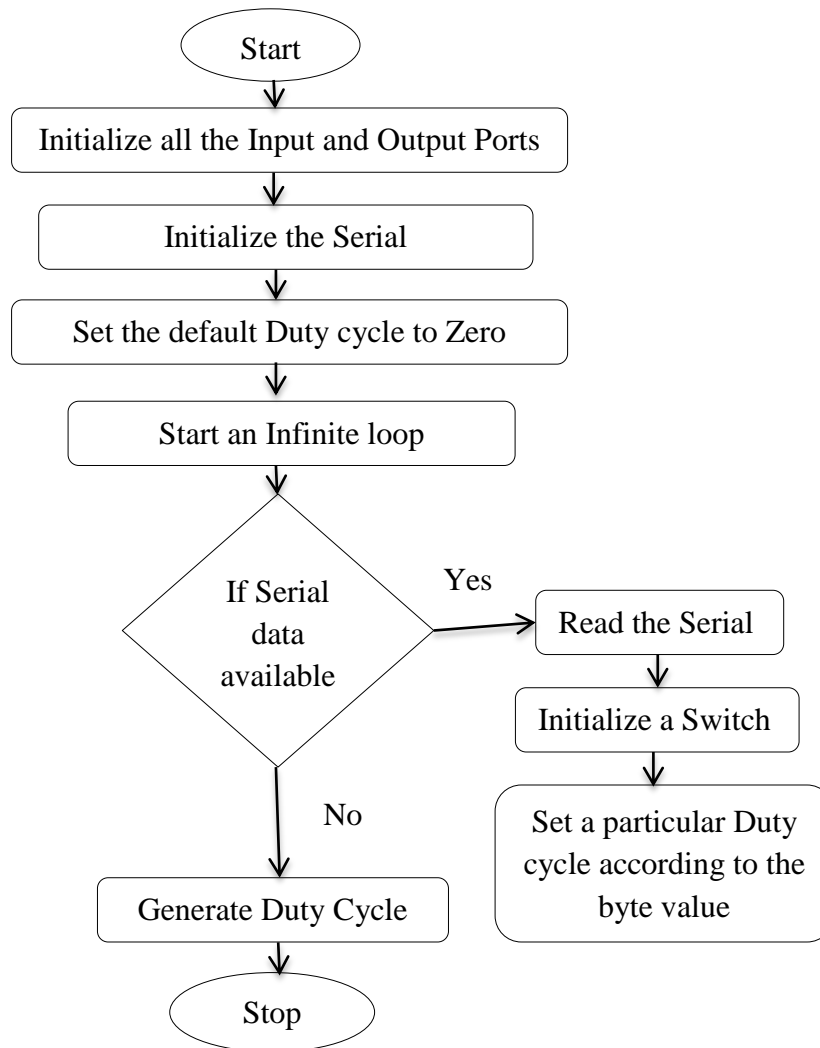 Start
Initialize all the Input and Output Ports
Initialize the Serial
Set the default Duty cycle to Zero
Start an Infinite loop
If Serial
data
available
Yes
Read the Serial
Initialize a Switch
Set a particular Duty
cycle according to the
byte value
No
Generate Duty Cycle
Stop